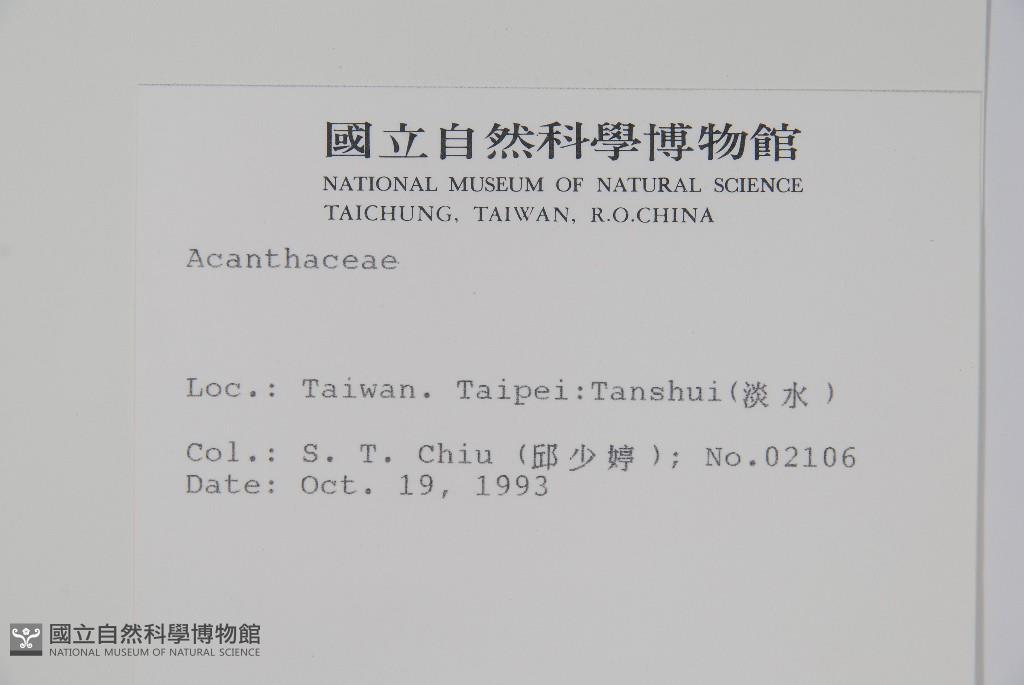 國立自然科學博物館
NATIONAL MUSEUM OF NATURAL SCIENCE
TAICHUNG, TAIWAN, R.O.CHINA
Acanthaceae
Loc.: Taiwan. Taipei:Tanshui(淡水)
Col.: S. T. Chiu (邱少婷); No.02106
Date: Oct. 19, 1993
國立自然科學博物館
NATIONAL MUSEUM OF NATURAL SCIENCE